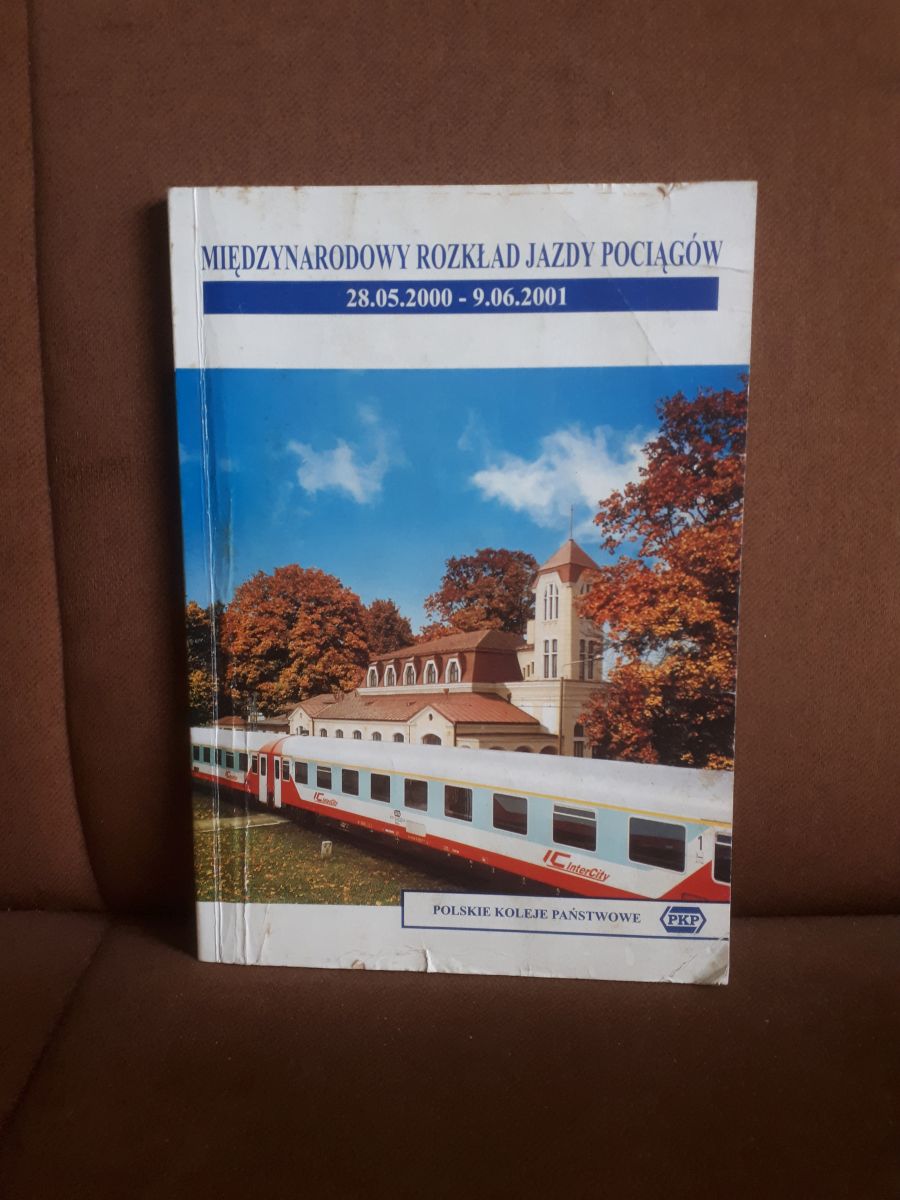 MIĘDZYNARODOWY ROZKŁAD JAZDY POCIĄGÓW
28.05.2000 - 9.06.2001
IC InterCity
1
IC InterCity
POLSKIE KOLEJE PAŃSTWOWE PKP